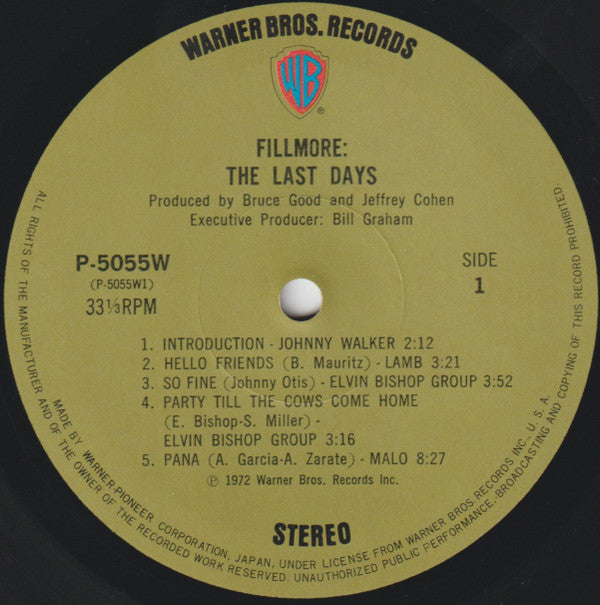 WARNER BROS. RECORDS
WB
®
FILLMORE:
THE LAST DAYS
Produced by Bruce Good and Jeffrey Cohen
Executive Producer: Bill Graham
P-5055W
(P-5055W1)
33⅓RPM
SIDE
1
1. INTRODUCTION - JOHNNY WALKER 2:12
2. HELLO FRIENDS (B. Mauritz) - LAMB 3:21
3. SO FINE (Johnny Otis) - ELVIN BISHOP GROUP 3:52
4. PARTY TILL THE COWS COME HOME
(E. Bishop-S. Miller) -
ELVIN BISHOP GROUP 3:16
5. PANA (A. Garcia-A. Zarate) - MALO 8:27
Ⓟ 1972 Warner Bros. Records Inc.
STEREO
MADE BY WARNER-PIONEER CORPORATION, JAPAN, UNDER LICENSE FROM WARNER BROS. RECORDS INC., U.S.A.
ALL RIGHTS OF THE MANUFACTURER AND OF THE OWNER OF THE RECORDED WORK RESERVED. UNAUTHORIZED PUBLIC PERFORMANCE, BROADCASTING AND COPYING OF THIS RECORD PROHIBITED